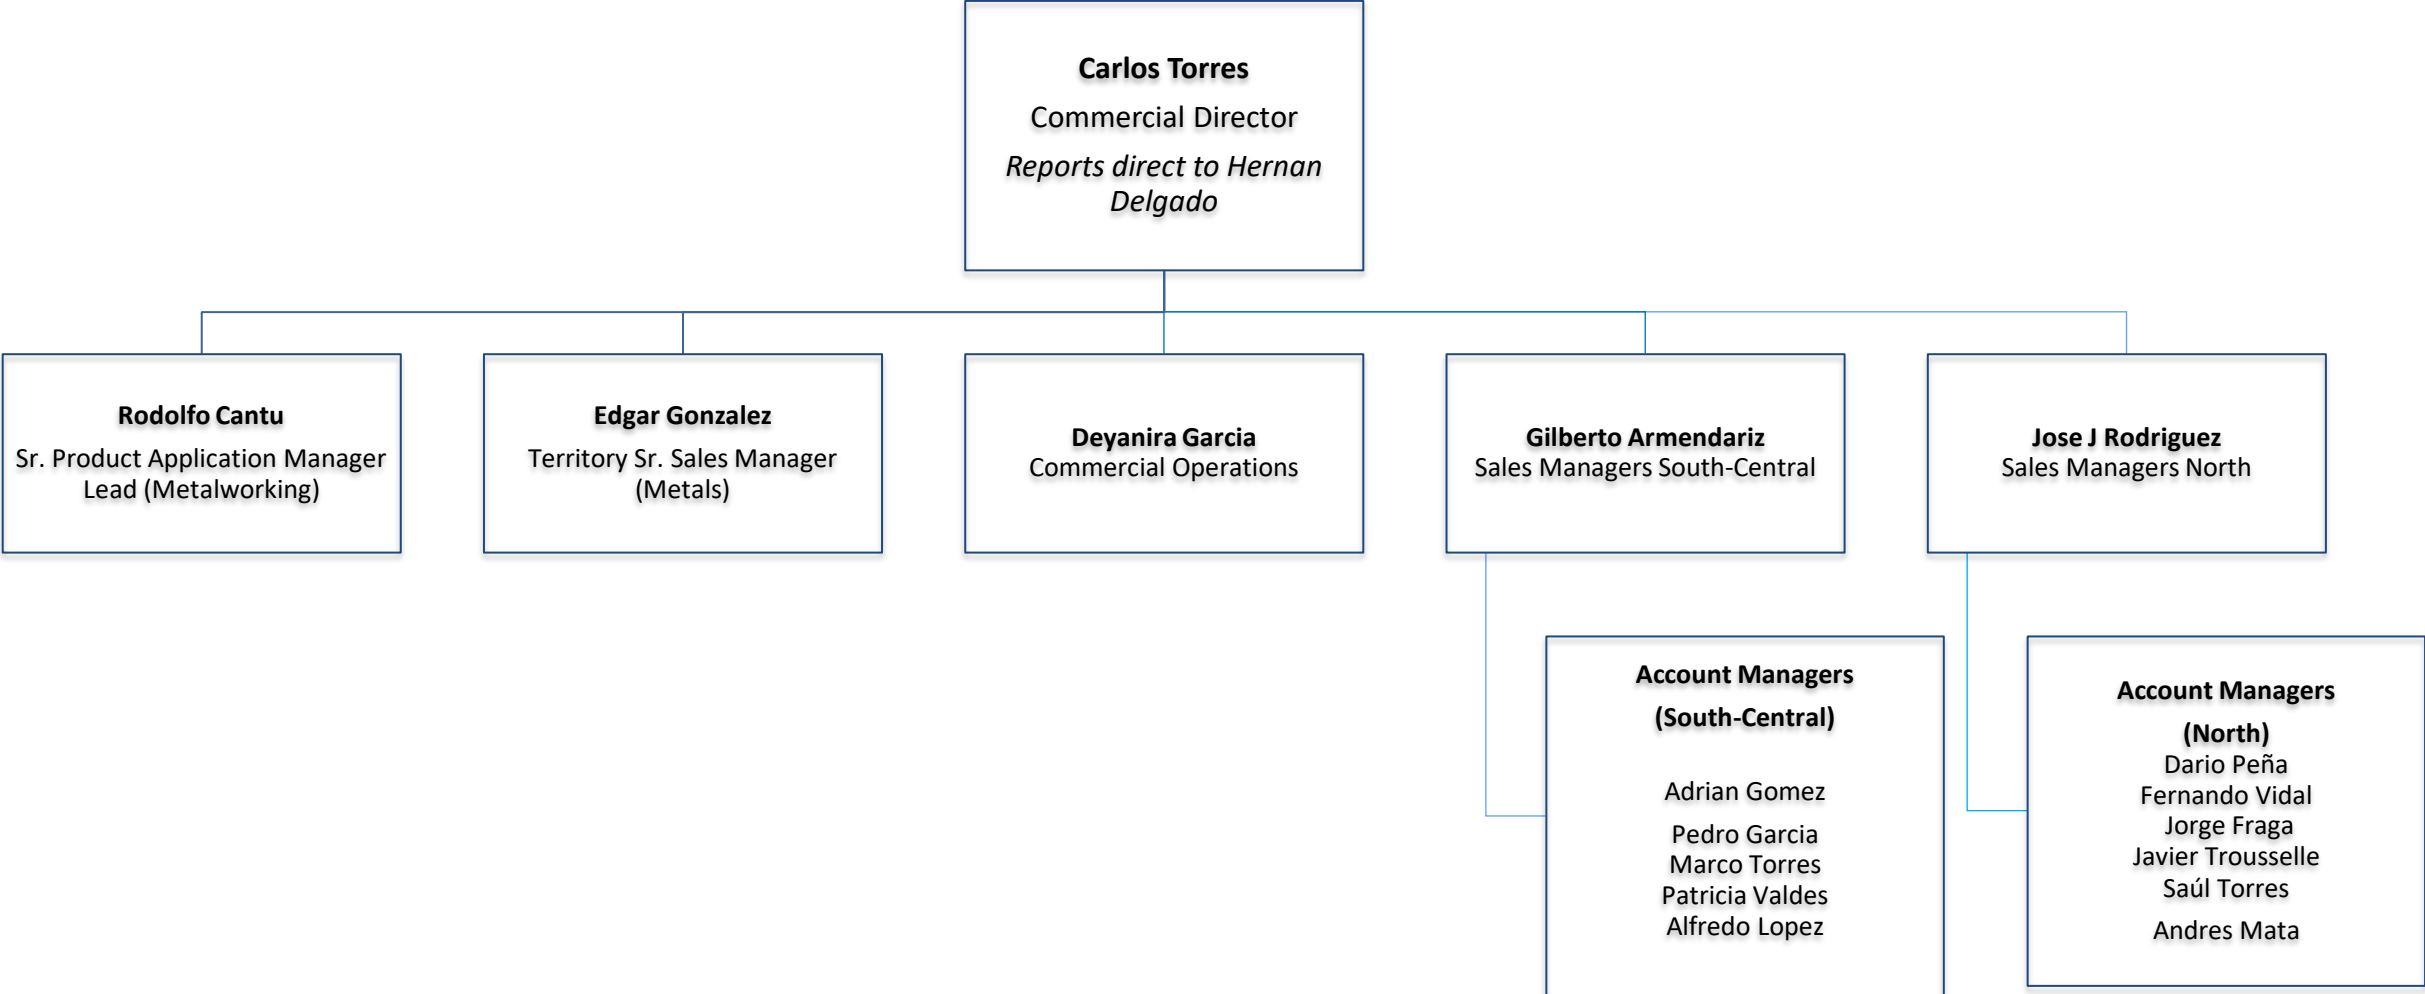 Carlos Torres
Commercial Director
Reports direct to Hernan
Delgado
Rodolfo Cantu
Sr. Product Application Manager
Lead (Metalworking)
Edgar Gonzalez
Territory Sr. Sales Manager
(Metals)
Deyanira Garcia
Commercial Operations
Gilberto Armendariz
Sales Managers South-Central
Jose J Rodriguez
Sales Managers North
Account Managers
(South-Central)
Adrian Gomez
Pedro Garcia
Marco Torres
Patricia Valdes
Alfredo Lopez
Account Managers
(North)
Dario Peña
Fernando Vidal
Jorge Fraga
Javier Trousselle
Saúl Torres
Andres Mata